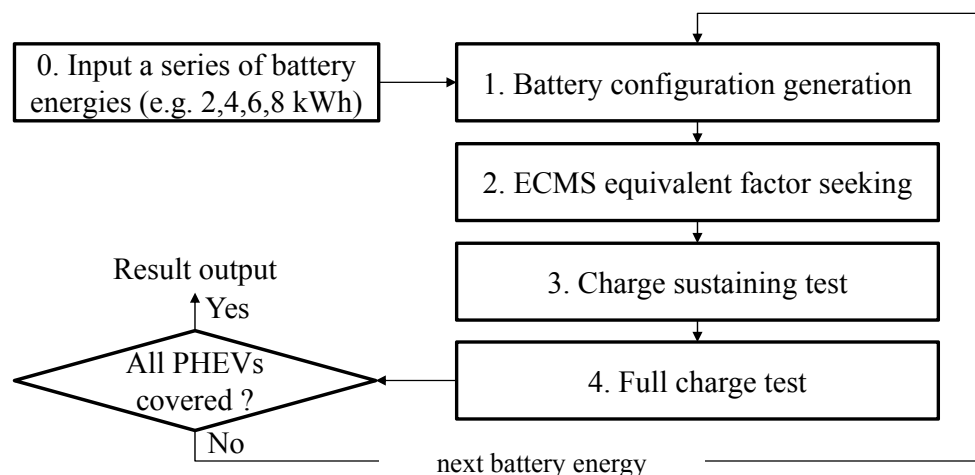 0. Input a series of battery
energies (e.g. 2,4,6,8 kWh)
1. Battery configuration generation
2. ECMS equivalent factor seeking
3. Charge sustaining test
4. Full charge test
Result output
Yes
All PHEVs
covered ?
No
next battery energy